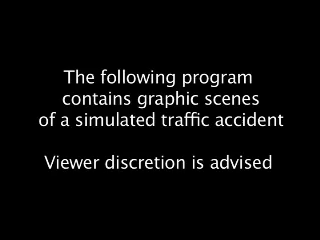 The following program
contains graphic scenes
of a simulated traffic accident
Viewer discretion is advised